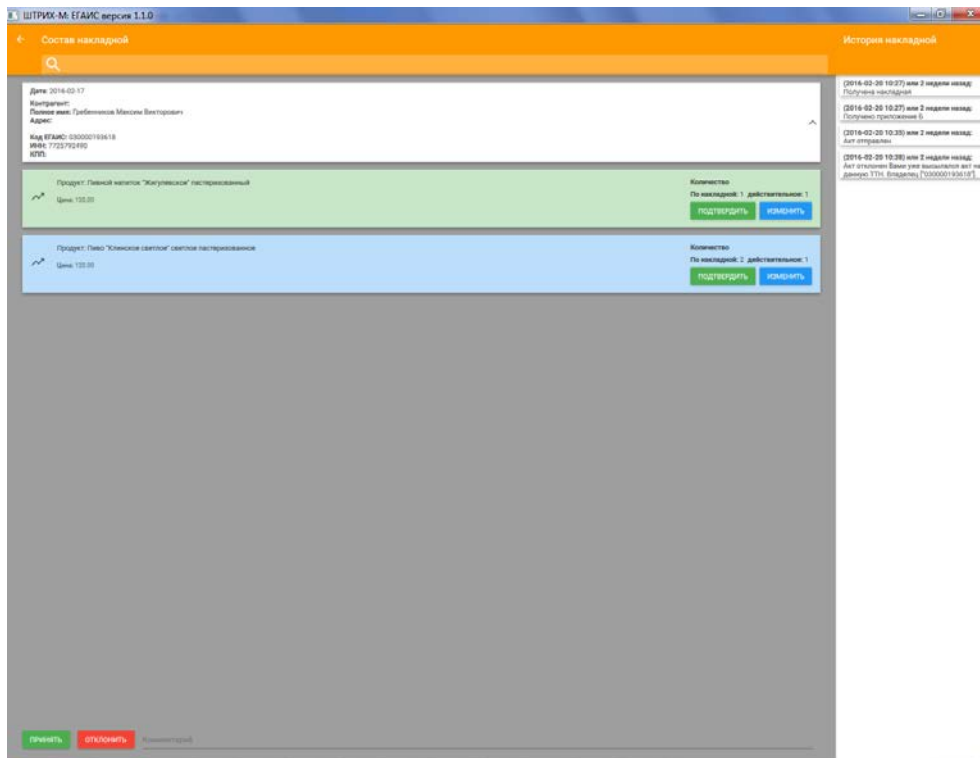 ШТРИХ-М: ЕГАИС версия 1.1.0
Состав накладной
История накладной
Дата: 2016-02-17
Контрагент:
Полное имя: Гребенников Максим Викторович
Адрес:
Код ЕГАИС: 030000193618
ИНН: 7725792490
КПП:
Продукт: Пивной напиток "Жигулевское" пастеризованный
Цена: 120.00
Количество
По накладной: 1 действительное: 1
ПОДТВЕРДИТЬ ИЗМЕНИТЬ
Продукт: Пиво "Клинское светлое" светлое пастеризованное
Цена: 120.00
Количество
По накладной: 2 действительное: 1
ПОДТВЕРДИТЬ ИЗМЕНИТЬ
(2016-02-20 10:27) или 2 недели назад:
Получена накладная
(2016-02-20 10:27) или 2 недели назад:
Получено приложение Б
(2016-02-20 10:35) или 2 недели назад:
Акт отправлен
(2016-02-20 10:38) или 2 недели назад:
Акт отклонен Вами уже высылался акт на
данную ТТН. Владелец ["030000193618"]
ПРИНЯТЬ ОТКЛОНИТЬ Комментарий